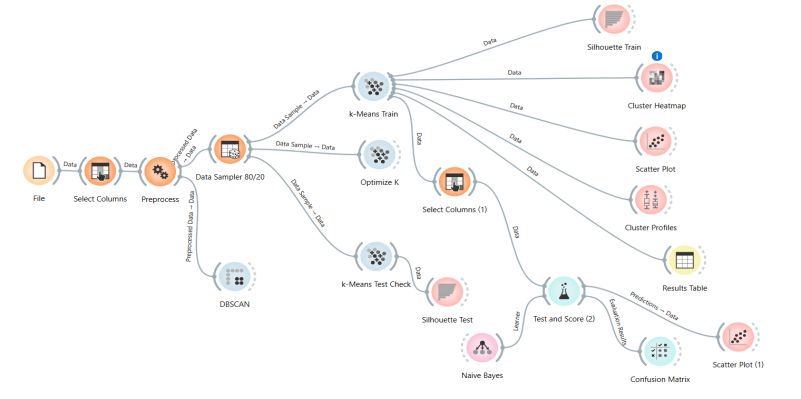 Data
Silhouette Train
i
Data
Cluster Heatmap
Data Sample → Data
k-Means Train
Data
Scatter Plot
Data
Data
File
Data
Select Columns
Data
Preprocess
ocessed Data
→ Data
Data Sampler 80/20
Data Sample → Data
Optimize K
Data
Select Columns (1)
Cluster Profiles
Data
Results Table
Preprocessed Data → Data
DBSCAN
Data Sample → Data
k-Means Test Check
Data
Silhouette Test
Data
Test and Score (2)
Learner
Naive Bayes
Predictions → Data
Evaluation Results
Scatter Plot (1)
Confusion Matrix